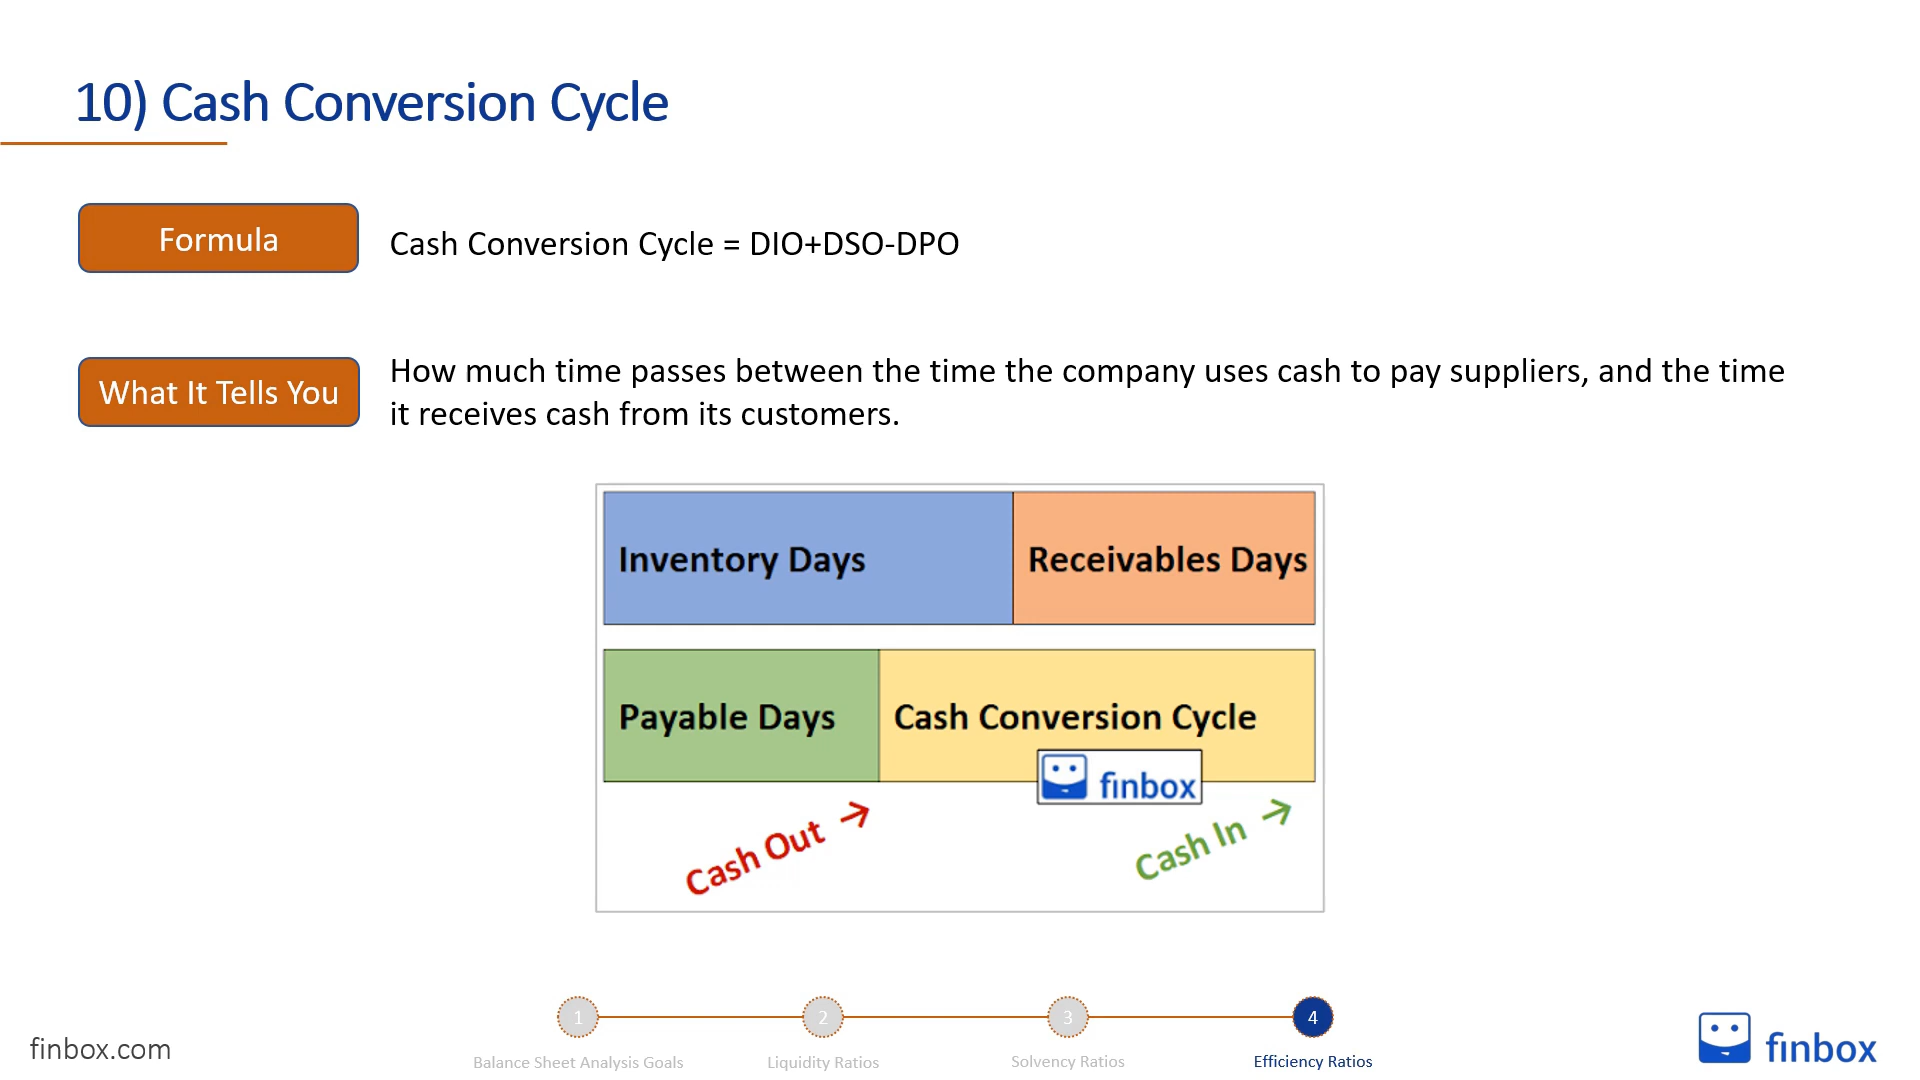 10) Cash Conversion Cycle
Formula
Cash Conversion Cycle = DIO+DSO-DPO
What It Tells You
How much time passes between the time the company uses cash to pay suppliers, and the time
it receives cash from its customers.
Inventory Days
Receivables Days
Payable Days
Cash Conversion Cycle
finbox
Cash Out →
Cash In →
1
2
3
4
Balance Sheet Analysis Goals
Liquidity Ratios
Solvency Ratios
Efficiency Ratios
finbox.com
finbox